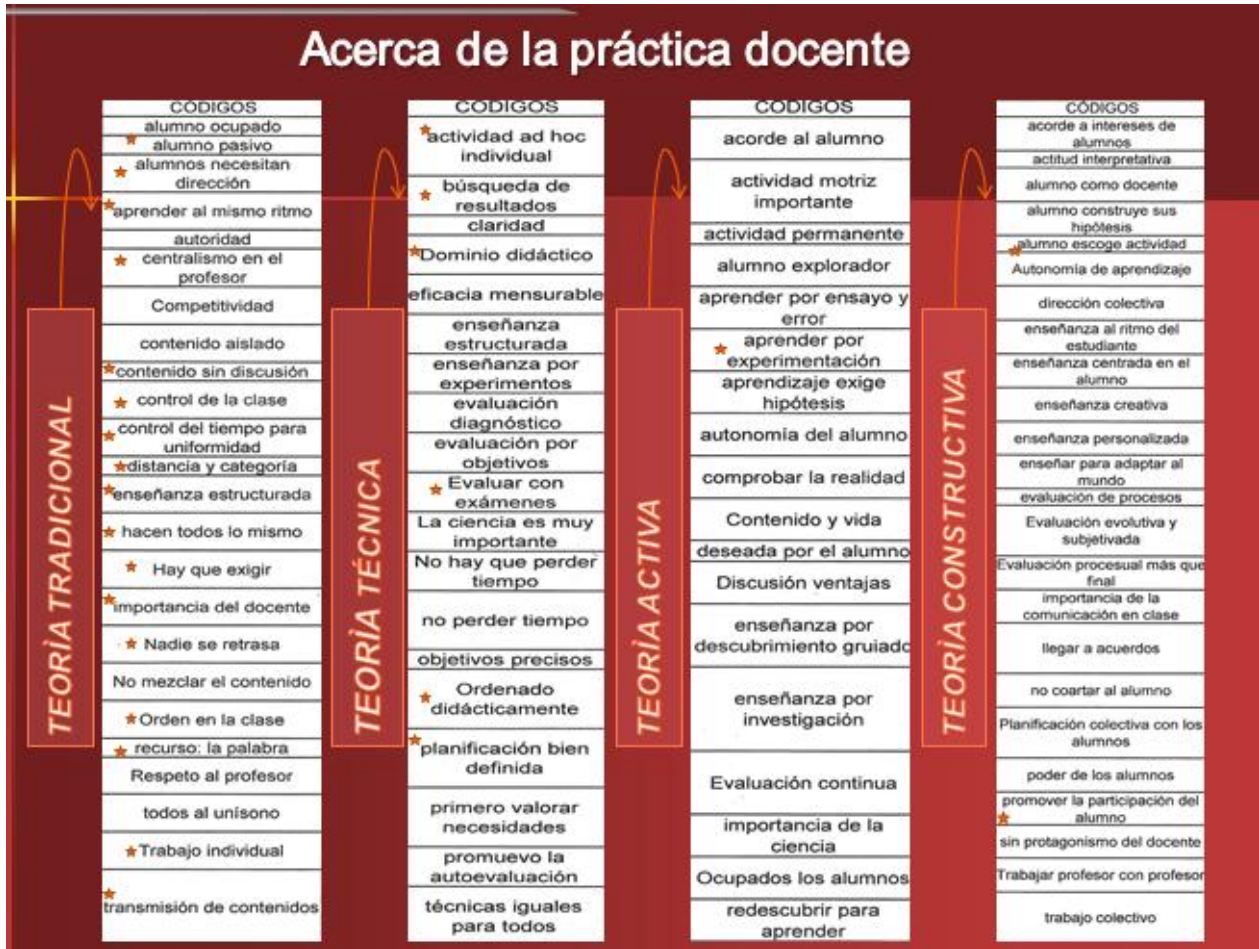 Acerca de la práctica docente
TEORÌA TRADICIONAL
CÓDIGOS
alumno ocupado
alumno pasivo
alumnos necesitan
dirección
aprender al mismo ritmo
autoridad
centralismo en el
profesor
Competitividad
contenido aislado
contenido sin discusión
control de la clase
control del tiempo para
uniformidad
distancia y categoría
enseñanza estructurada
hacen todos lo mismo
Hay que exigir
importancia del docente
Nadie se retrasa
No mezclar el contenido
Orden en la clase
recurso: la palabra
Respeto al profesor
todos al unísono
Trabajo individual
transmisión de contenidos
TEORÌA TÉCNICA
CODIGOS
actividad ad hoc
individual
búsqueda de
resultados
claridad
Dominio didáctico
eficacia mensurable
enseñanza
estructurada
enseñanza por
experimentos
evaluación
diagnóstico
evaluación por
objetivos
Evaluar con
exámenes
La ciencia es muy
importante
No hay que perder
tiempo
no perder tiempo
objetivos precisos
Ordenado
didácticamente
planificación bien
definida
primero valorar
necesidades
promuevo la
autoevaluación
técnicas iguales
para todos
TEORÌA ACTIVA
CODIGOS
acorde al alumno
actividad motriz
importante
actividad permanente
alumno explorador
aprender por ensayo y
error
aprender por
experimentación
aprendizaje exige
hipótesis
autonomía del alumno
comprobar la realidad
Contenido y vida
deseada por el alumno
Discusión ventajas
enseñanza por
descubrimiento gruiado
enseñanza por
investigación
Evaluación continua
importancia de la
ciencia
Ocupados los alumnos
redescubrir para
aprender
TEORÌA CONSTRUCTIVA
CÓDIGOS
acorde a intereses de
alumnos
actitud interpretativa
alumno como docente
alumno construye sus
hipótesis
alumno escoge actividad
Autonomía de aprendizaje
dirección colectiva
enseñanza al ritmo del
estudiante
enseñanza centrada en el
alumno
enseñanza creativa
enseñanza personalizada
enseñar para adaptar al
mundo
evaluación de procesos
Evaluación evolutiva y
subjetivada
Evaluación procesual más que
final
importancia de la
comunicación en clase
llegar a acuerdos
no coartar al alumno
Planificación colectiva con los
alumnos
poder de los alumnos
promover la participación del
alumno
sin protagonismo del docente
Trabajar profesor con profesor
trabajo colectivo